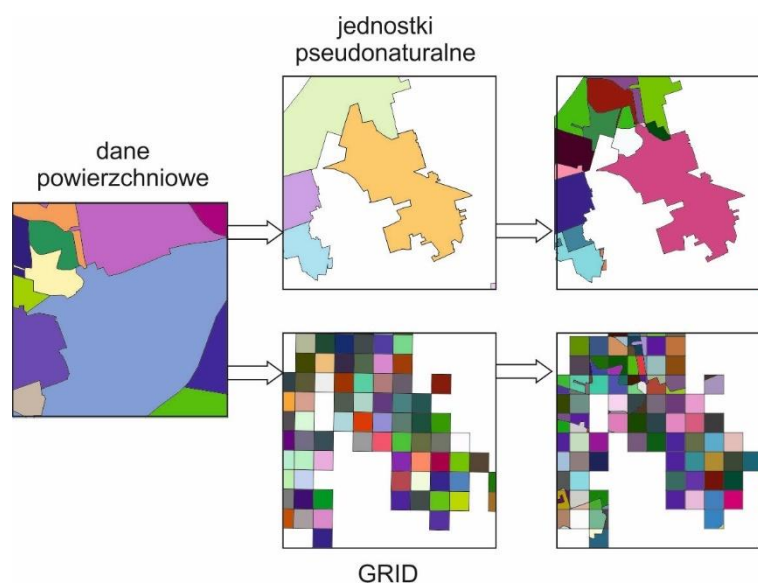 jednostki
pseudonaturalne
dane
powierzchniowe
GRID